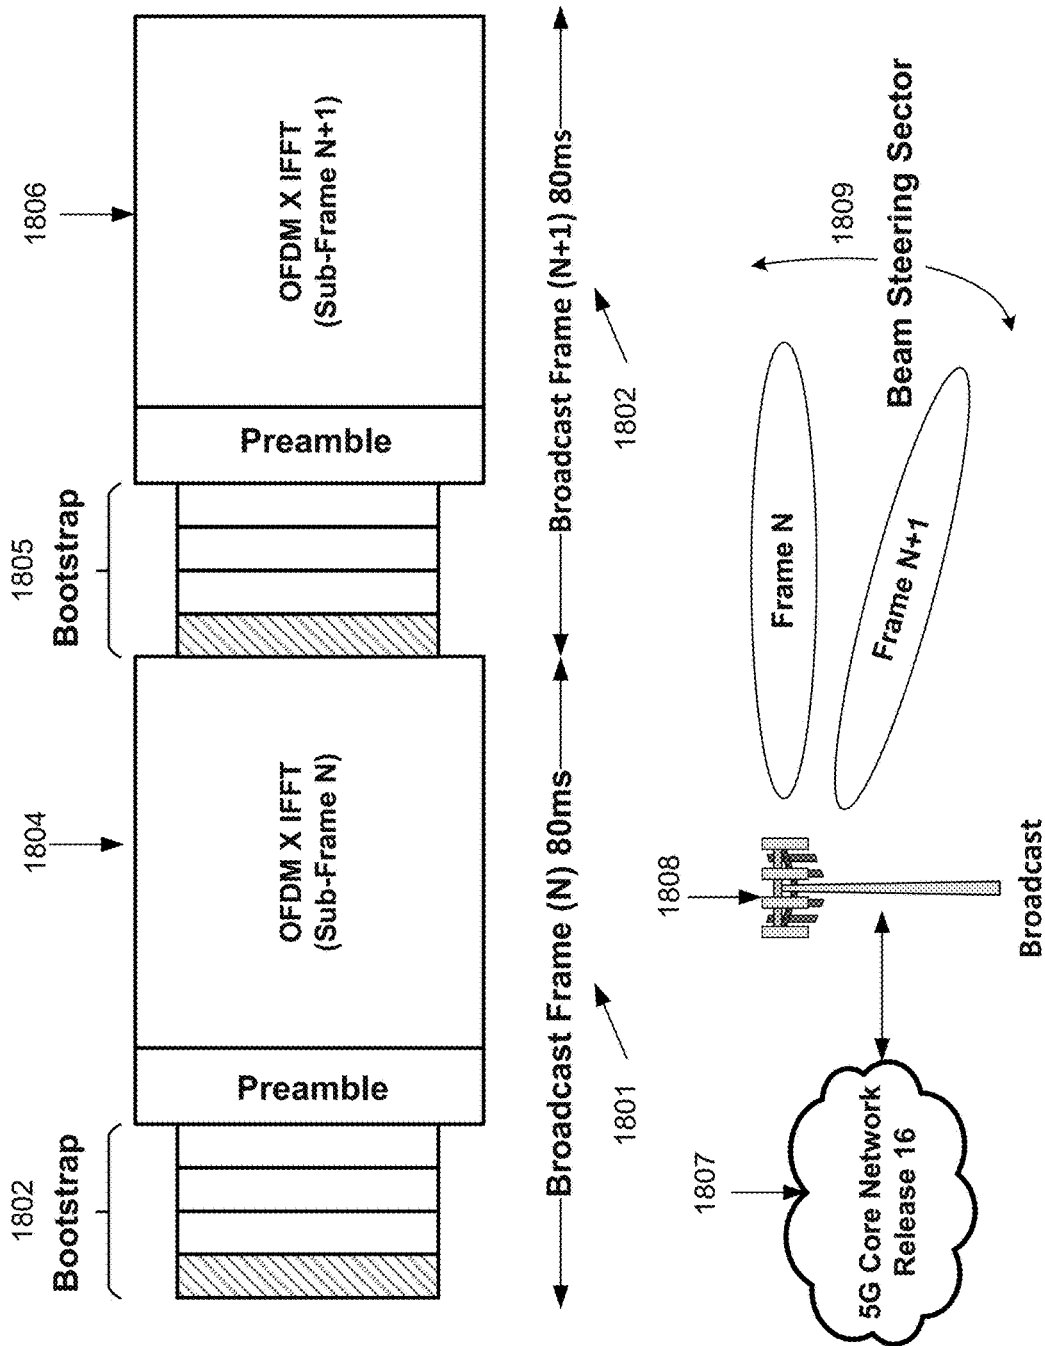 1802
Bootstrap
1804
1805
Bootstrap
1806
Preamble
OFDM X IFFT
(Sub-Frame N)
Preamble
OFDM X IFFT
(Sub-Frame N+1)
Broadcast Frame (N) 80ms
Broadcast Frame (N+1) 80ms
1801
1802
1807
5G Core Network
Release 16
1808
Broadcast
Frame N
Frame N+1
1809
Beam Steering Sector